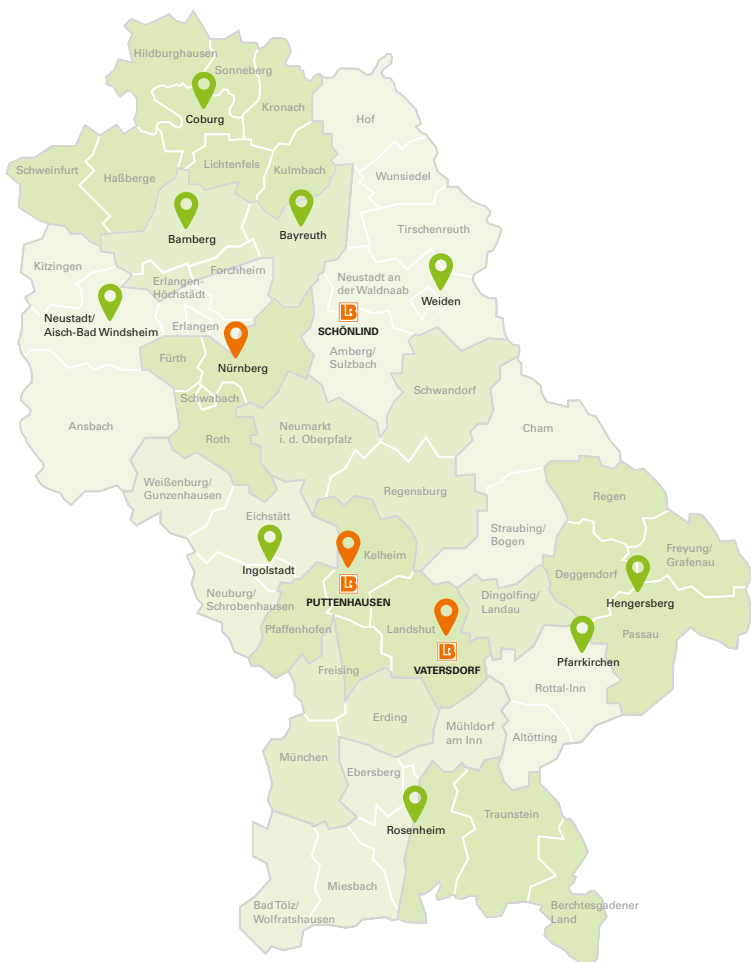 Hildburghausen
Sonneberg
Coburg
Kronach
Hof
Lichtenfels
Kulmbach
Schweinfurt
Haßberge
Wunsiedel
Bamberg
Bayreuth
Tirschenreuth
Kitzingen
Forchheim
Erlangen-
Höchstädt
Neustadt an
der Waldnaab
Weiden
Neustadt/
Aisch-Bad Windsheim
Erlangen
LB
SCHÖNLIND
Amberg/
Sulzbach
Fürth
Nürnberg
Schwabach
Schwandorf
Ansbach
Roth
Neumarkt
i. d. Oberpfalz
Cham
Weißenburg/
Gunzenhausen
Regensburg
Regen
Eichstätt
Straubing/
Bogen
Kelheim
Freyung/
Grafenau
Ingolstadt
Deggendorf
LB
PUTTENHAUSEN
Neuburg/
Schrobenhausen
Dingolfing/
Landau
Hengersberg
Pfaffenhofen
Landshut
Passau
LB
VATERSDORF
Pfarrkirchen
Freising
Rottal-Inn
Erding
Mühldorf
am Inn
Altötting
München
Ebersberg
Traunstein
Rosenheim
Miesbach
Bad Tölz/
Wolfratshausen
Berchtesgadener
Land